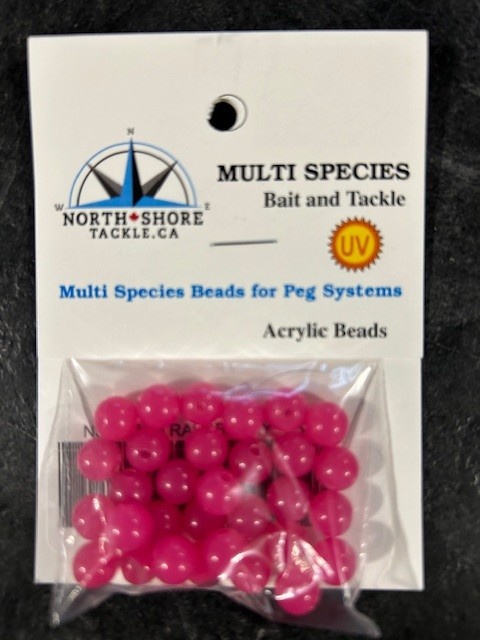 N
W E
NORTH SHORE
TACKLE.CA
MULTI SPECIES
Bait and Tackle
UV
Multi Species Beads for Peg Systems
Acrylic Beads